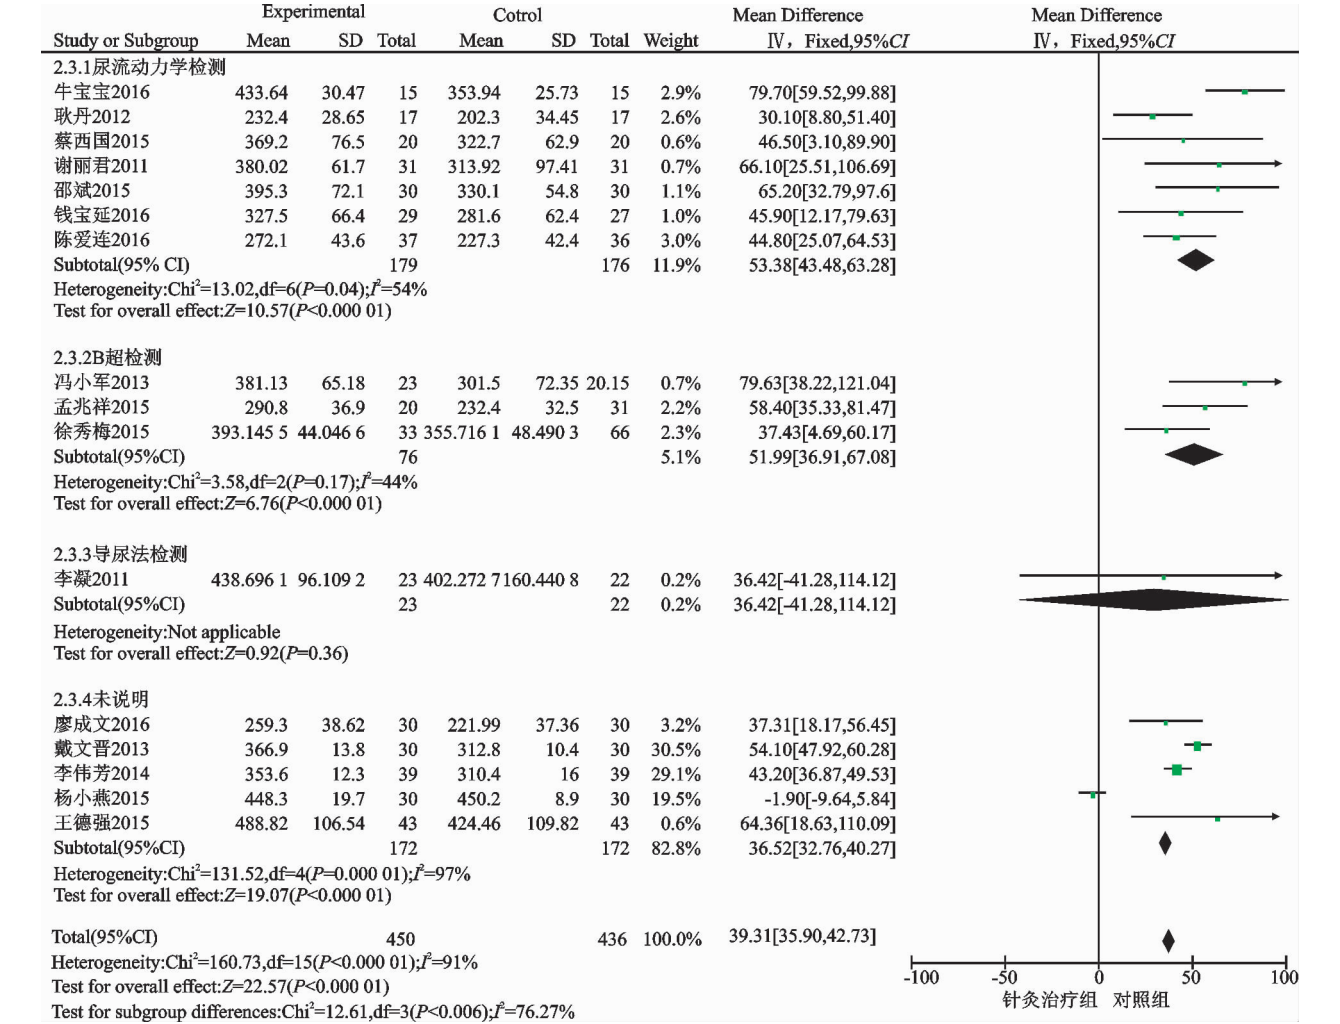 Experimental Cotrol Mean Difference Mean Difference
Study or Subgroup Mean SD Total Mean SD Total Weight Ⅳ，Fixed,95%CI Ⅳ，Fixed,95%CI
2.3.1尿流动力学检测
牛宝宝2016 433.64 30.47 15 353.94 25.73 15 2.9% 79.70[59.52,99.88]
耿丹2012 232.4 28.65 17 202.3 34.45 17 2.6% 30.10[8.80,51.40]
蔡西国2015 369.2 76.5 20 322.7 62.9 20 0.6% 46.50[3.10,89.90]
谢丽君2011 380.02 61.7 31 313.92 97.41 31 0.7% 66.10[25.51,106.69]
邵斌2015 395.3 72.1 30 330.1 54.8 30 1.1% 65.20[32.79,97.6]
钱宝延2016 327.5 66.4 29 281.6 62.4 27 1.0% 45.90[12.17,79.63]
陈爱连2016 272.1 43.6 37 227.3 42.4 36 3.0% 44.80[25.07,64.53]
Subtotal(95% CI) 179 176 11.9% 53.38[43.48,63.28]
Heterogeneity:Chi²=13.02,df=6(P=0.04);I²=54%
Test for overall effect:Z=10.57(P<0.000 01)
2.3.2B超检测
冯小军2013 381.13 65.18 23 301.5 72.35 20.15 0.7% 79.63[38.22,121.04]
孟兆祥2015 290.8 36.9 20 232.4 32.5 31 2.2% 58.40[35.33,81.47]
徐秀梅2015 393.145 5 44.046 6 33 355.716 1 48.490 3 66 2.3% 37.43[4.69,60.17]
Subtotal(95%CI) 76 5.1% 51.99[36.91,67.08]
Heterogeneity:Chi²=3.58,df=2(P=0.17);I²=44%
Test for overall effect:Z=6.76(P<0.000 01)
2.3.3导尿法检测
李凝2011 438.696 1 96.109 2 23 402.272 7160.440 8 22 0.2% 36.42[-41.28,114.12]
Subtotal(95%CI) 23 22 0.2% 36.42[-41.28,114.12]
Heterogeneity:Not applicable
Test for overall effect:Z=0.92(P=0.36)
2.3.4未说明
廖成文2016 259.3 38.62 30 221.99 37.36 30 3.2% 37.31[18.17,56.45]
戴文晋2013 366.9 13.8 30 312.8 10.4 30 30.5% 54.10[47.92,60.28]
李伟芳2014 353.6 12.3 39 310.4 16 39 29.1% 43.20[36.87,49.53]
杨小燕2015 448.3 19.7 30 450.2 8.9 30 19.5% -1.90[-9.64,5.84]
王德强2015 488.82 106.54 43 424.46 109.82 43 0.6% 64.36[18.63,110.09]
Subtotal(95%CI) 172 172 82.8% 36.52[32.76,40.27]
Heterogeneity:Chi²=131.52,df=4(P=0.000 01);I²=97%
Test for overall effect:Z=19.07(P<0.000 01)
Total(95%CI) 450 436 100.0% 39.31[35.90,42.73]
Heterogeneity:Chi²=160.73,df=15(P<0.000 01);I²=91%
Test for overall effect:Z=22.57(P<0.000 01)
Test for subgroup differences:Chi²=12.61,df=3(P<0.006);I²=76.27%
-100 -50 0 50 100
针灸治疗组 对照组